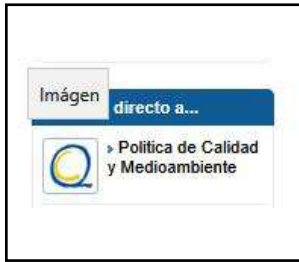 Imágen
directo a...
› Politica de Calidad
y Medioambiente